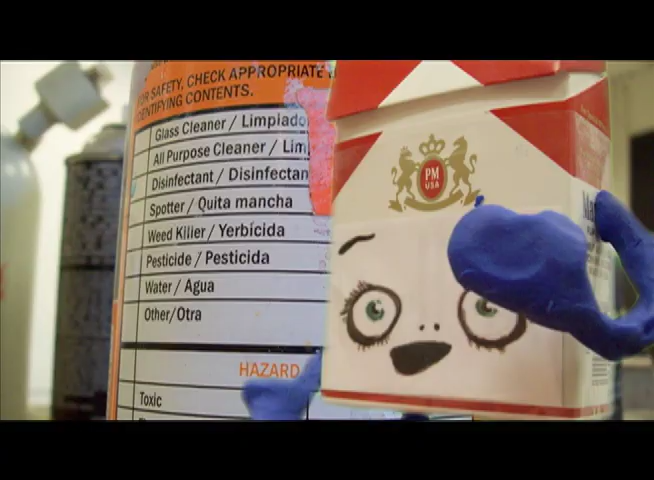 FOR SAFETY, CHECK APPROPRIATE
IDENTIFYING CONTENTS.
Glass Cleaner / Limpiado
All Purpose Cleaner / Lim
Disinfectant / Disinfectan
Spotter / Quita mancha
Weed Killer / Yerbicida
Pesticide / Pesticida
Water / Agua
Other/Otra
HAZARD
Toxic
PM
USA